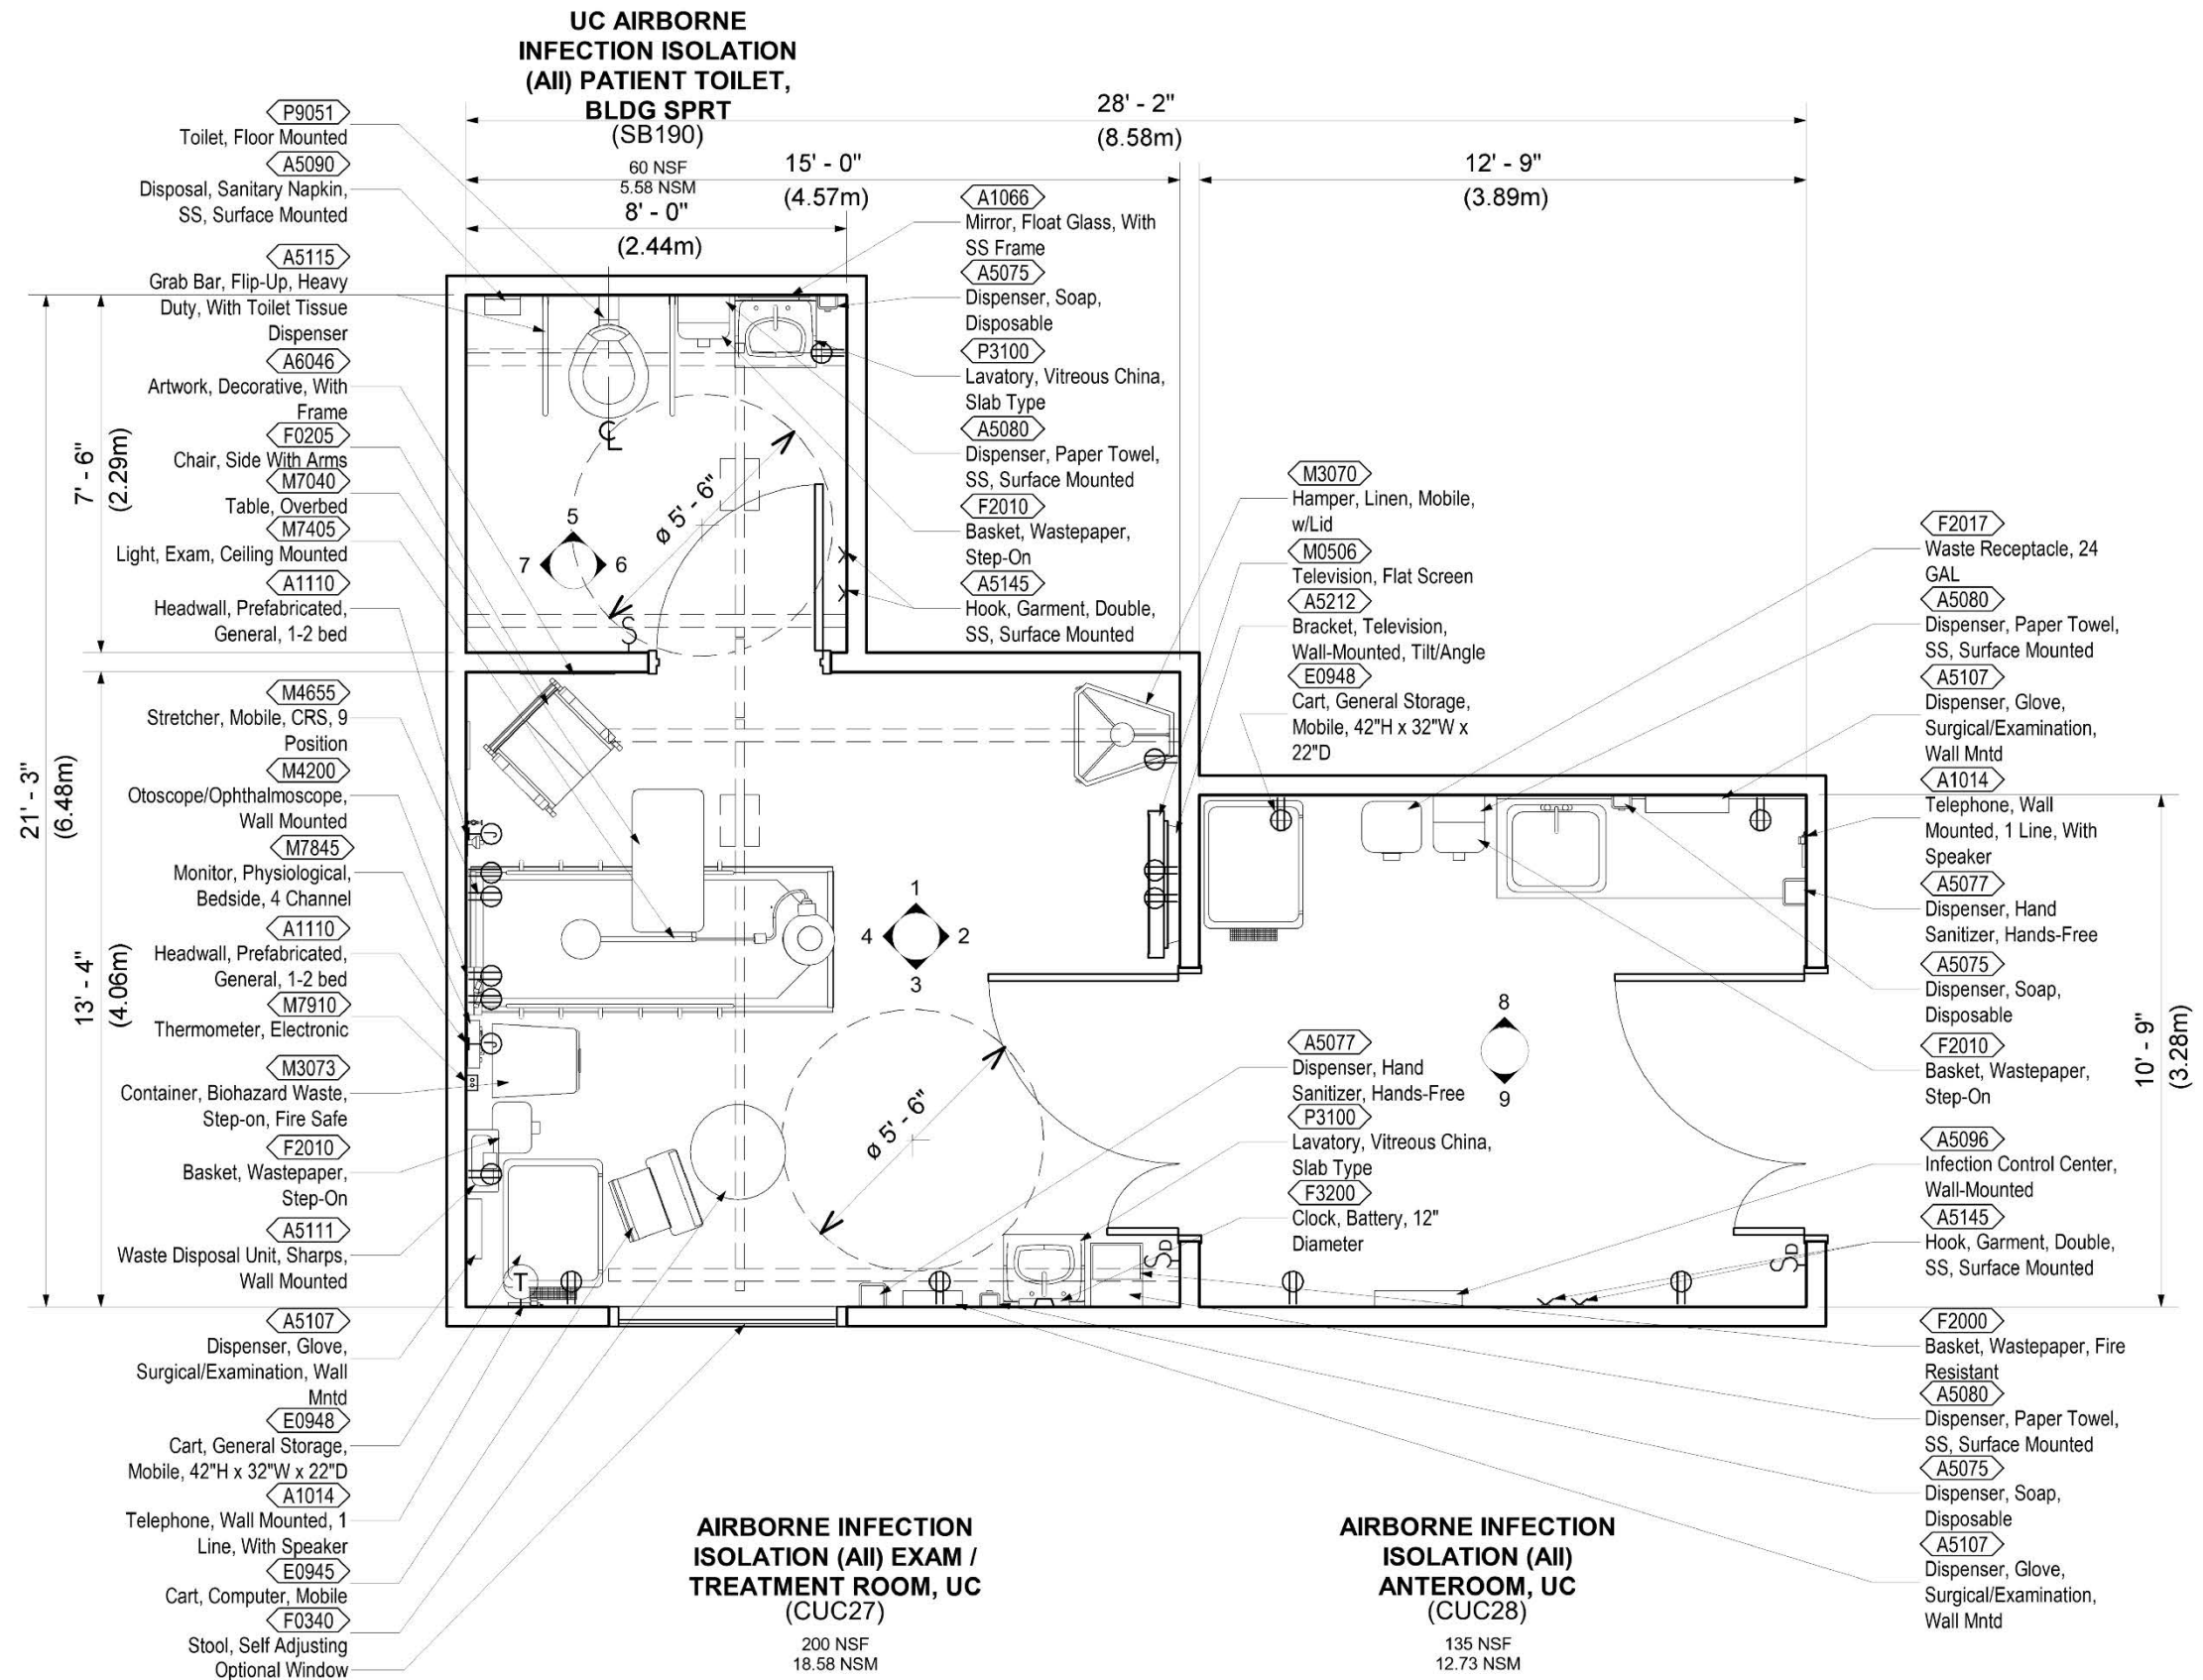 UC AIRBORNE
INFECTION ISOLATION
(AII) PATIENT TOILET,
BLDG SPRT
(SB190)
60 NSF
5.58 NSM
28' - 2"
(8.58m)
15' - 0"
(4.57m)
12' - 9"
(3.89m)
8' - 0"
(2.44m)
P9051
Toilet, Floor Mounted
A5090
Disposal, Sanitary Napkin,
SS, Surface Mounted
A5115
Grab Bar, Flip-Up, Heavy
Duty, With Toilet Tissue
Dispenser
A6046
Artwork, Decorative, With
Frame
F0205
Chair, Side With Arms
M7040
Table, Overbed
M7405
Light, Exam, Ceiling Mounted
A1110
Headwall, Prefabricated,
General, 1-2 bed
M4655
Stretcher, Mobile, CRS, 9
Position
M4200
Otoscope/Ophthalmoscope,
Wall Mounted
M7845
Monitor, Physiological,
Bedside, 4 Channel
A1110
Headwall, Prefabricated,
General, 1-2 bed
M7910
Thermometer, Electronic
M3073
Container, Biohazard Waste,
Step-on, Fire Safe
F2010
Basket, Wastepaper,
Step-On
A5111
Waste Disposal Unit, Sharps,
Wall Mounted
A5107
Dispenser, Glove,
Surgical/Examination, Wall
Mntd
E0948
Cart, General Storage,
Mobile, 42"H x 32"W x 22"D
A1014
Telephone, Wall Mounted, 1
Line, With Speaker
E0945
Cart, Computer, Mobile
F0340
Stool, Self Adjusting
Optional Window
21' - 3"
(6.48m)
7' - 6"
(2.29m)
13' - 4"
(4.06m)
CL
5
7
6
ø 5' - 6"
S
1
4
2
3
ø 5' - 6"
T
SD
8
9
SD
A1066
Mirror, Float Glass, With
SS Frame
A5075
Dispenser, Soap,
Disposable
P3100
Lavatory, Vitreous China,
Slab Type
A5080
Dispenser, Paper Towel,
SS, Surface Mounted
F2010
Basket, Wastepaper,
Step-On
A5145
Hook, Garment, Double,
SS, Surface Mounted
M3070
Hamper, Linen, Mobile,
w/Lid
M0506
Television, Flat Screen
A5212
Bracket, Television,
Wall-Mounted, Tilt/Angle
E0948
Cart, General Storage,
Mobile, 42"H x 32"W x
22"D
A5077
Dispenser, Hand
Sanitizer, Hands-Free
P3100
Lavatory, Vitreous China,
Slab Type
F3200
Clock, Battery, 12"
Diameter
F2017
Waste Receptacle, 24
GAL
A5080
Dispenser, Paper Towel,
SS, Surface Mounted
A5107
Dispenser, Glove,
Surgical/Examination,
Wall Mntd
A1014
Telephone, Wall
Mounted, 1 Line, With
Speaker
A5077
Dispenser, Hand
Sanitizer, Hands-Free
A5075
Dispenser, Soap,
Disposable
F2010
Basket, Wastepaper,
Step-On
A5096
Infection Control Center,
Wall-Mounted
A5145
Hook, Garment, Double,
SS, Surface Mounted
F2000
Basket, Wastepaper, Fire
Resistant
A5080
Dispenser, Paper Towel,
SS, Surface Mounted
A5075
Dispenser, Soap,
Disposable
A5107
Dispenser, Glove,
Surgical/Examination,
Wall Mntd
10' - 9"
(3.28m)
AIRBORNE INFECTION
ISOLATION (AII) EXAM /
TREATMENT ROOM, UC
(CUC27)
200 NSF
18.58 NSM
AIRBORNE INFECTION
ISOLATION (AII)
ANTEROOM, UC
(CUC28)
135 NSF
12.73 NSM